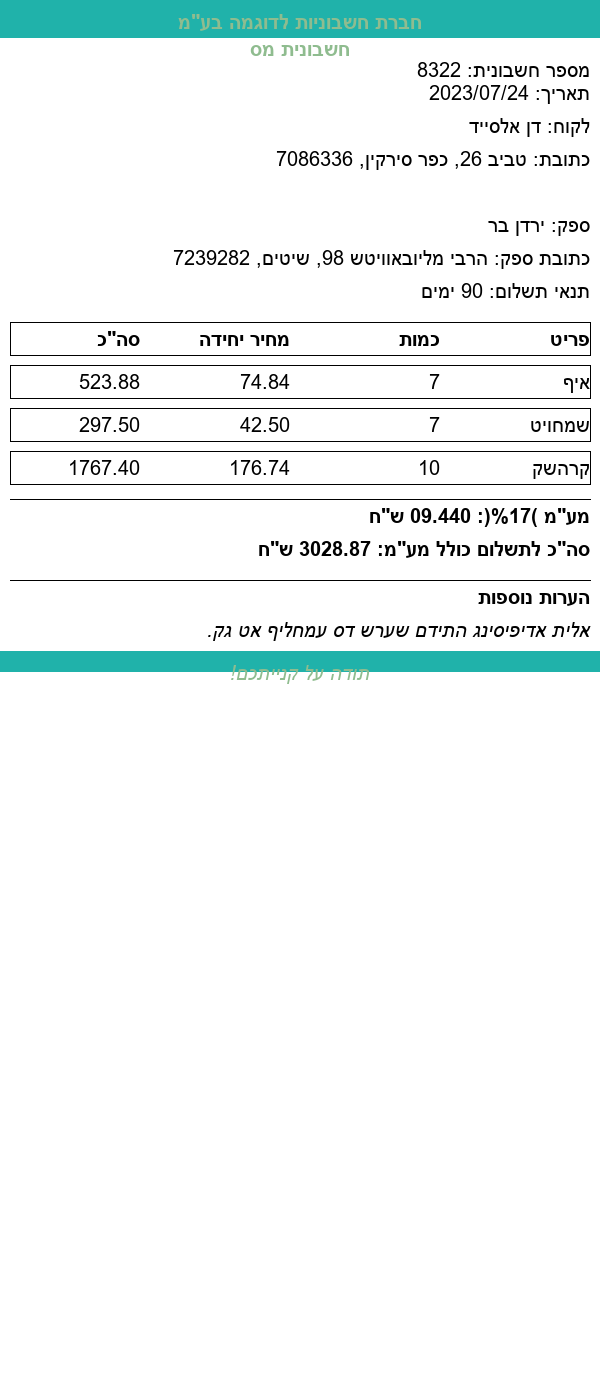 חברת חשבוניות לדוגמה בע"מ
חשבונית מס
מספר חשבונית: 8322
תאריך: 2023/07/24
לקוח: דן אלסייד
כתובת: טביב 26, כפר סירקין, 7086336
ספק: ירדן בר
כתובת ספק: הרבי מליובאוויטש 98, שיטים, 7239282
תנאי תשלום: 90 ימים
פריט כמות מחיר יחידה סה"כ
איף 7 74.84 523.88
שמחויט 7 42.50 297.50
קרהשק 10 176.74 1767.40
מע"מ )17%(: 09.440 ש"ח
סה"כ לתשלום כולל מע"מ: 3028.87 ש"ח
הערות נוספות
אלית אדיפיסינג התידם שערש דס עמחליף אט גק.
תודה על קנייתכם!